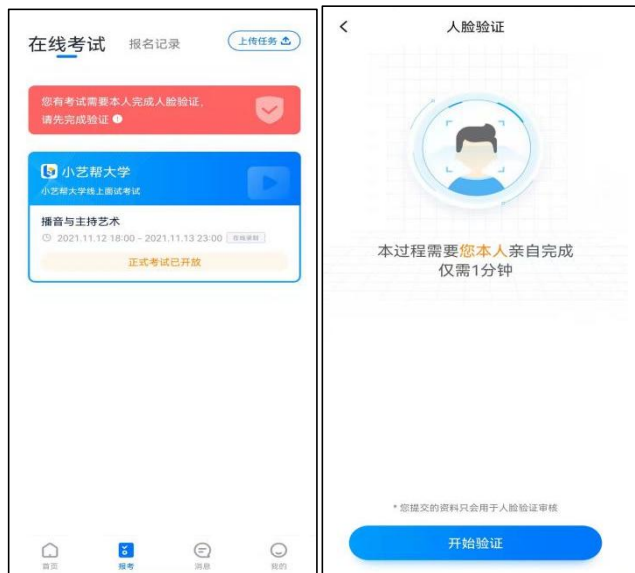 在线考试
报名记录
上传任务
您有考试需要本人完成人脸验证,
请先完成验证
小艺帮大学
小艺帮大学线上面试考试
播音与主持艺术
2021.11.12 18:00 - 2021.11.13 23:00 在线录制
正式考试已开放
首页
报考
消息
我的
人脸验证
本过程需要您本人亲自完成
仅需1分钟
* 您提交的资料只会用于人脸验证审核
开始验证